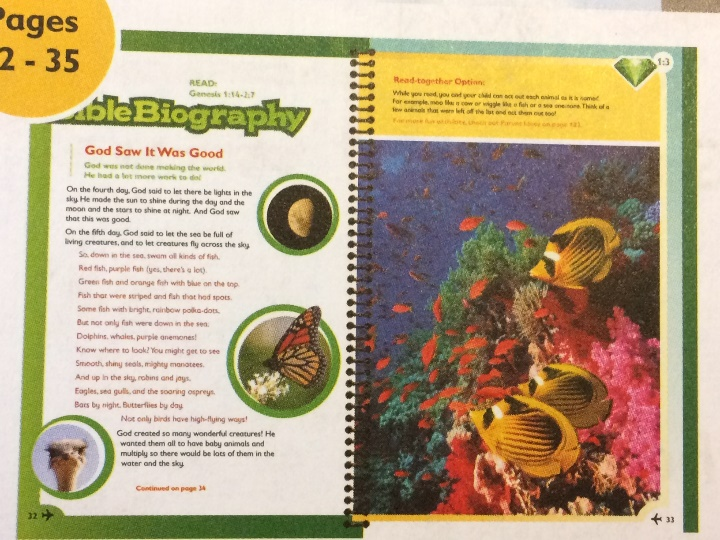 Pages
2 - 35
READ:
Genesis 1:14-2:7
Bible Biography
God Saw It Was Good
God was not done making the world.
He had a lot more work to do!
On the fourth day, God said to let there be lights in the
sky. He made the sun to shine during the day and the
moon and the stars to shine at night. And God saw
that this was good.
On the fifth day, God said to let the sea be full of
living creatures, and to let creatures fly across the sky.
So, down in the sea, swam all kinds of fish.
Red fish, purple fish (yes, there's a lot).
Green fish and orange fish with blue on the top.
Fish that were striped and fish that had spots.
Some fish with bright, rainbow polka-dots.
But not only fish were down in the sea.
Dolphins, whales, purple anemones!
Know where to look? You might get to see
Smooth, shiny seals, mighty manatees.
And up in the sky, robins and jays,
Eagles, sea gulls, and the soaring ospreys.
Bats by night. Butterflies by day.
Not only birds have high-flying ways!
God created so many wonderful creatures! He
wanted them all to have baby animals and
multiply so there would be lots of them in the
water and the sky.
Continued on page 34
32
Read-together Option:
While you read, you and your child can act out each animal as it is named!
For example, moo like a cow or wiggle like a fish or a sea anemone. Think of a
few animals that were left off the list and act them out too!
For more fun activities, check out Parent Notes on page
1:3
33